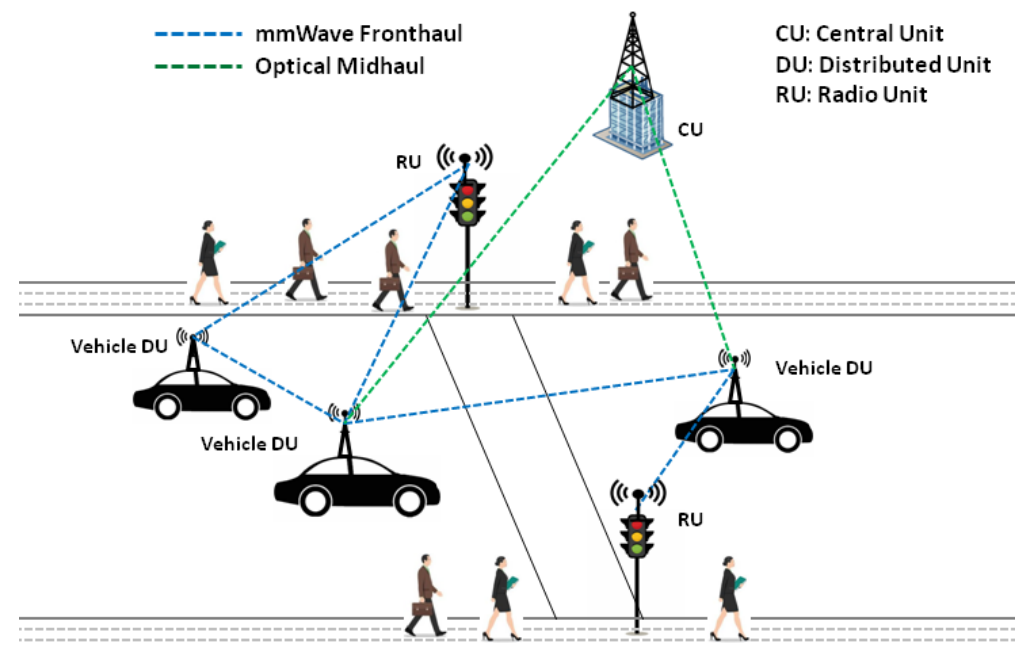 mmWave Fronthaul
Optical Midhaul
CU: Central Unit
DU: Distributed Unit
RU: Radio Unit
CU
RU
Vehicle DU
Vehicle DU
Vehicle DU
RU